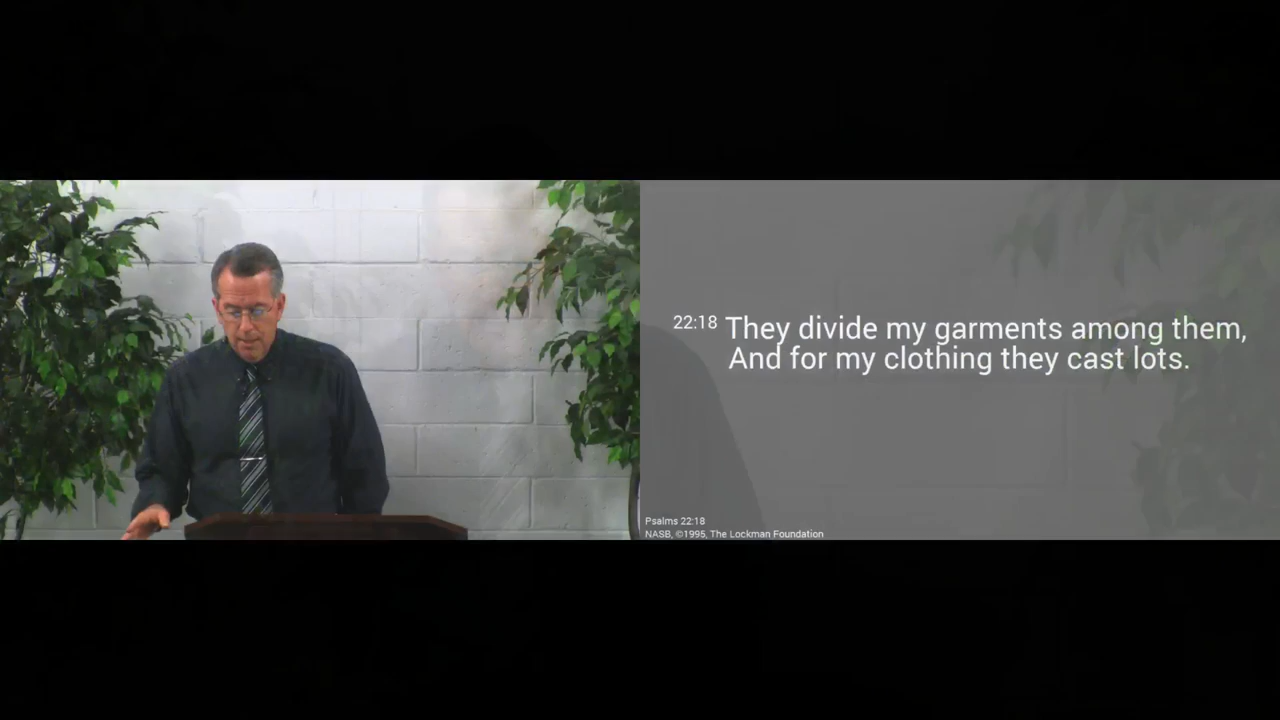 22:18 They divide my garments among them,
And for my clothing they cast lots.
Psalms 22:18
NASB, ©1995, The Lockman Foundation